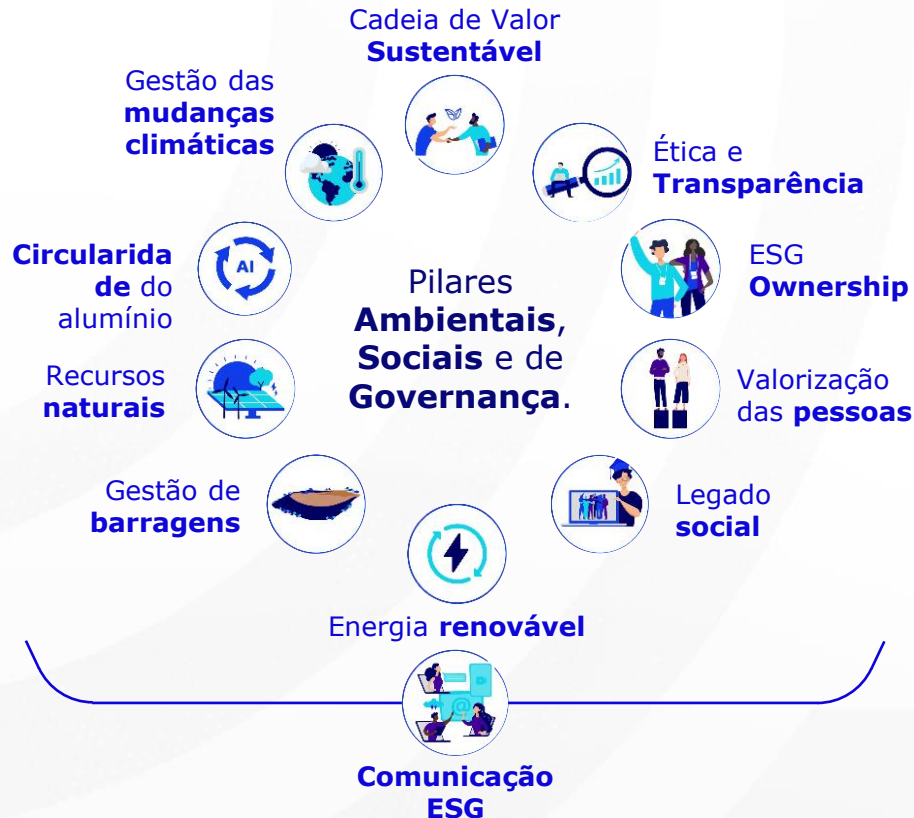 Cadeia de Valor
Sustentável
Gestão das
mudanças
climáticas
Ética e
Transparência
Circularida
de do
alumínio
Al
ESG
Ownership
Pilares
Ambientais,
Sociais e de
Governança.
Recursos
naturais
Valorização
das pessoas
Gestão de
barragens
Legado
social
Energia renovável
@
Comunicação
ESG